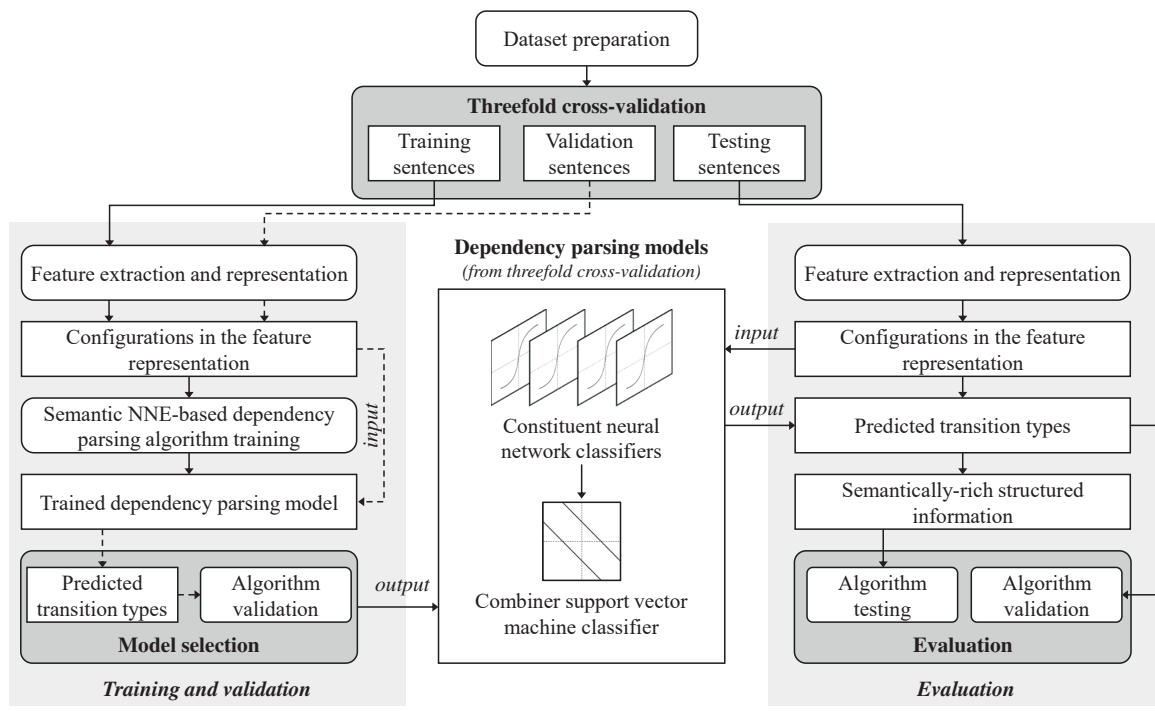 Dataset preparation
Threefold cross-validation
Training
sentences
Validation
sentences
Testing
sentences
Feature extraction and representation
Configurations in the feature
representation
Semantic NNE-based dependency
parsing algorithm training
input
Trained dependency parsing model
Predicted
transition types
Algorithm
validation
Model selection
Training and validation
output
Dependency parsing models
(from threefold cross-validation)
Constituent neural
network classifiers
Combiner support vector
machine classifier
input
output
Feature extraction and representation
Configurations in the feature
representation
Predicted transition types
Semantically-rich structured
information
Algorithm
testing
Algorithm
validation
Evaluation
Evaluation